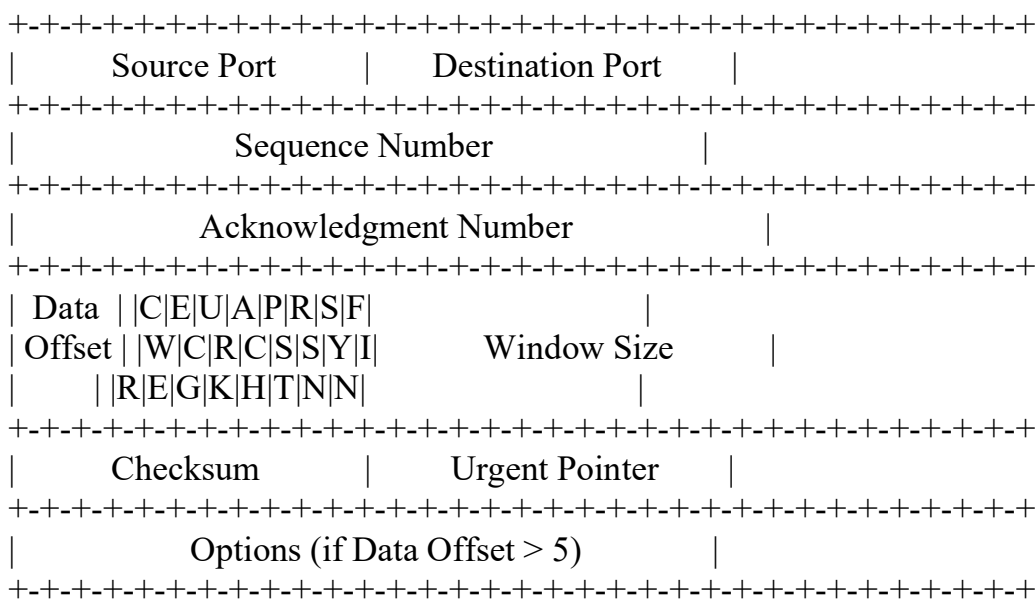 +-+-+-+-+-+-+-+-+-+-+-+-+-+-+-+-+-+-+-+-+-+-+-+-+-+-+-+-+-+-+-+-+
| Source Port | Destination Port |
+-+-+-+-+-+-+-+-+-+-+-+-+-+-+-+-+-+-+-+-+-+-+-+-+-+-+-+-+-+-+-+-+
| Sequence Number |
+-+-+-+-+-+-+-+-+-+-+-+-+-+-+-+-+-+-+-+-+-+-+-+-+-+-+-+-+-+-+-+-+
| Acknowledgment Number |
+-+-+-+-+-+-+-+-+-+-+-+-+-+-+-+-+-+-+-+-+-+-+-+-+-+-+-+-+-+-+-+-+
| Data | |C|E|U|A|P|R|S|F| |
| Offset | |W|C|R|C|S|S|Y|I| Window Size |
| | |R|E|G|K|H|T|N|N| |
+-+-+-+-+-+-+-+-+-+-+-+-+-+-+-+-+-+-+-+-+-+-+-+-+-+-+-+-+-+-+-+-+
| Checksum | Urgent Pointer |
+-+-+-+-+-+-+-+-+-+-+-+-+-+-+-+-+-+-+-+-+-+-+-+-+-+-+-+-+-+-+-+-+
| Options (if Data Offset > 5) |
+-+-+-+-+-+-+-+-+-+-+-+-+-+-+-+-+-+-+-+-+-+-+-+-+-+-+-+-+-+-+-+-+